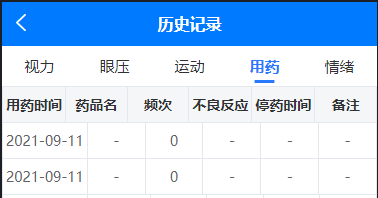 历史记录
视力 眼压 运动 用药 情绪
用药时间 药品名 频次 不良反应 停药时间 备注
2021-09-11 - 0 - - -
2021-09-11 - 0 - - -